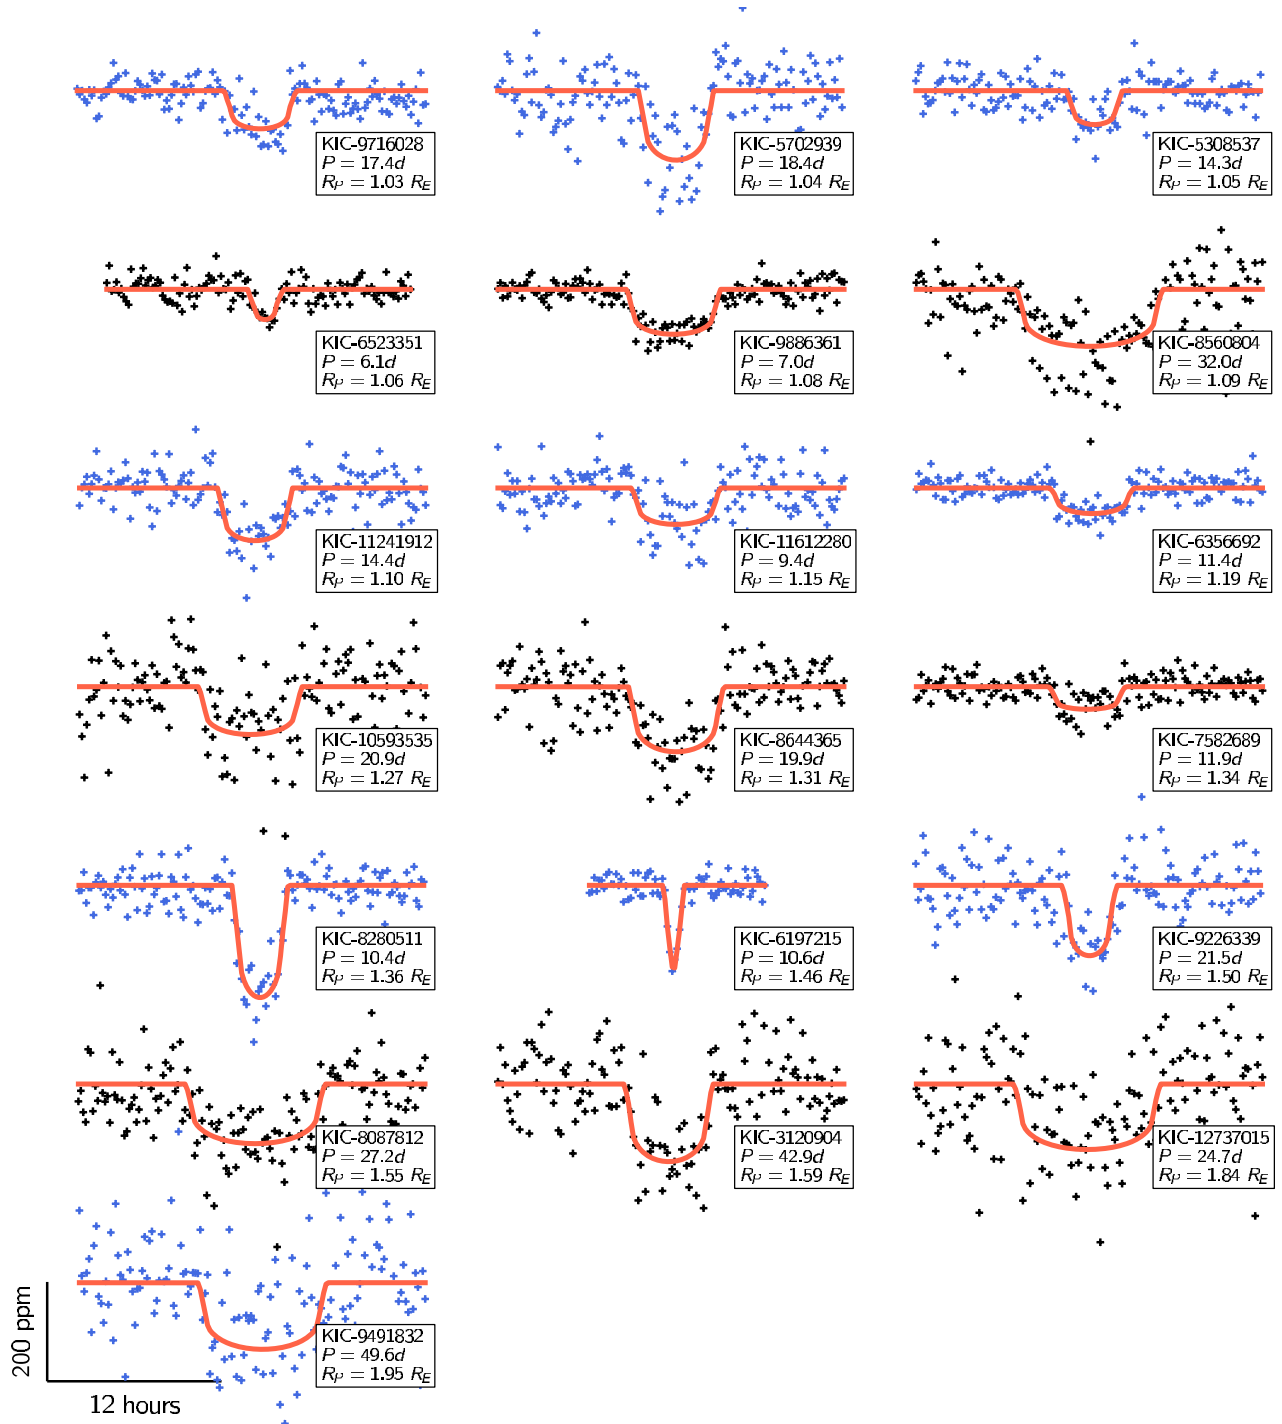 KIC-9716028
P = 17.4d
R_P = 1.03 R_E
KIC-5702939
P = 18.4d
R_P = 1.04 R_E
KIC-5308537
P = 14.3d
R_P = 1.05 R_E
KIC-6523351
P = 6.1d
R_P = 1.06 R_E
KIC-9886361
P = 7.0d
R_P = 1.08 R_E
KIC-8560804
P = 32.0d
R_P = 1.09 R_E
KIC-11241912
P = 14.4d
R_P = 1.10 R_E
KIC-11612280
P = 9.4d
R_P = 1.15 R_E
KIC-6356692
P = 11.4d
R_P = 1.19 R_E
KIC-10593535
P = 20.9d
R_P = 1.27 R_E
KIC-8644365
P = 19.9d
R_P = 1.31 R_E
KIC-7582689
P = 11.9d
R_P = 1.34 R_E
KIC-8280511
P = 10.4d
R_P = 1.36 R_E
KIC-6197215
P = 10.6d
R_P = 1.46 R_E
KIC-9226339
P = 21.5d
R_P = 1.50 R_E
KIC-8087812
P = 27.2d
R_P = 1.55 R_E
KIC-3120904
P = 42.9d
R_P = 1.59 R_E
KIC-12737015
P = 24.7d
R_P = 1.84 R_E
KIC-9491832
P = 49.6d
R_P = 1.95 R_E
200 ppm
12 hours